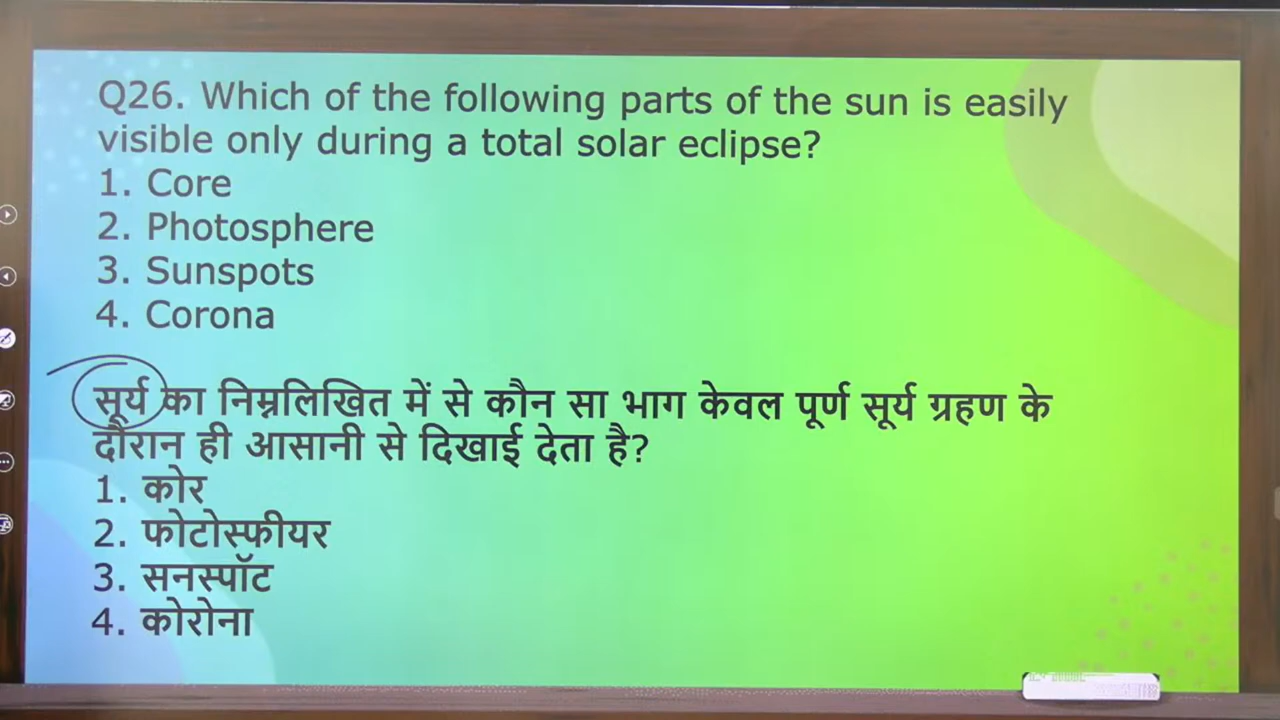 Q26. Which of the following parts of the sun is easily
visible only during a total solar eclipse?
1. Core
2. Photosphere
3. Sunspots
4. Corona
सूर्य का निम्नलिखित में से कौन सा भाग केवल पूर्ण सूर्य ग्रहण के
दौरान ही आसानी से दिखाई देता है?
1. कोर
2. फोटोस्फीयर
3. सनस्पॉट
4. कोरोना